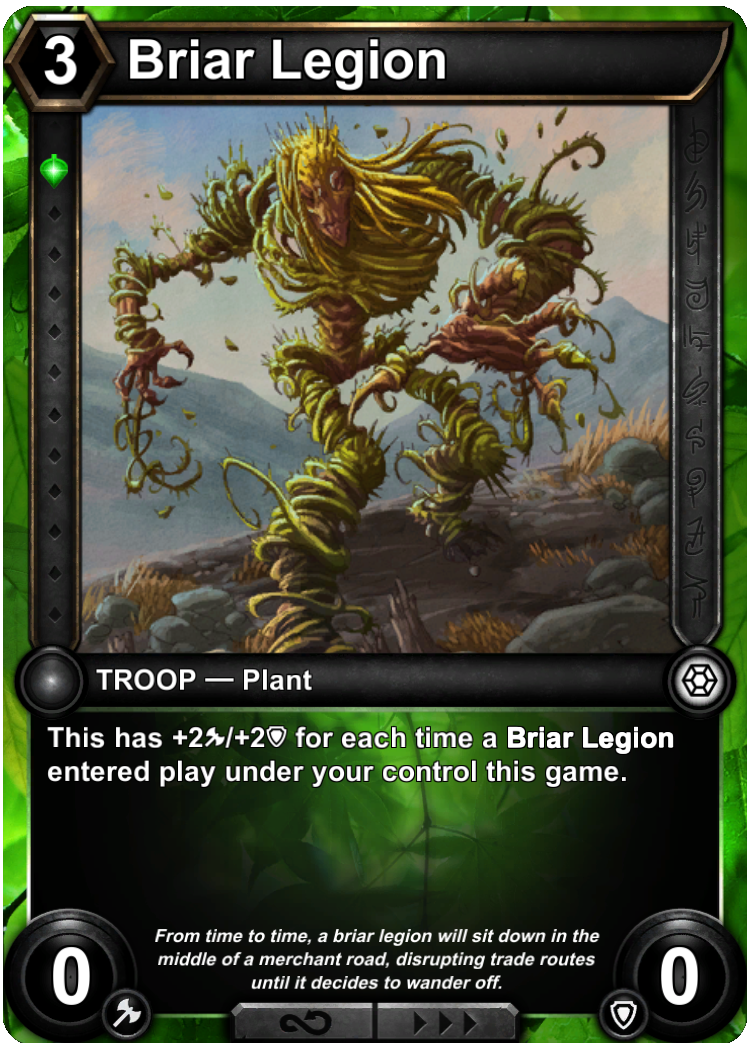 3 Briar Legion
TROOP — Plant
This has +2/+2 for each time a Briar Legion
entered play under your control this game.
From time to time, a briar legion will sit down in the
middle of a merchant road, disrupting trade routes
until it decides to wander off.
0
0